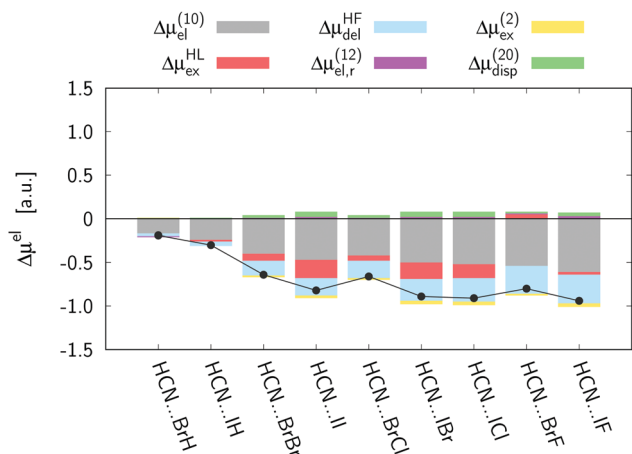 Δμ_el^(10) Δμ_del^HF Δμ_ex^(2)
Δμ_ex^HL Δμ_el,r^(12) Δμ_disp^(20)
1.5
1.0
0.5
0
-0.5
-1.0
-1.5
Δμ^el [a.u.]
HCN...BrH
HCN...IH
HCN...BrBr
HCN...II
HCN...BrCl
HCN...IBr
HCN...ICl
HCN...BrF
HCN...IF